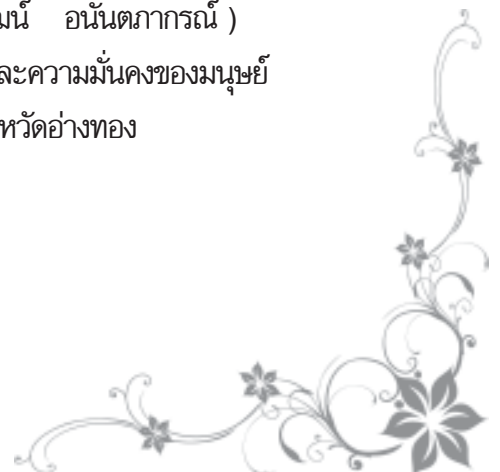 มน์ อนันตภากรณ์ )
ละความมั่นคงของมนุษย์
หวัดอ่างทอง